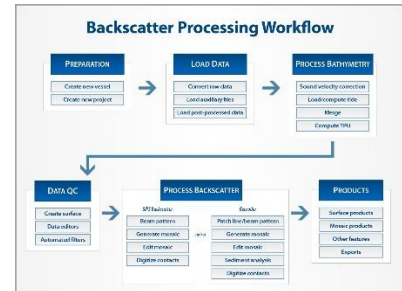 Backscatter Processing Workflow
PREPARATION
Create new vessel
Create new project
LOAD DATA
Convert raw data
Load auxiliary files
Load post-processed data
PROCESS BATHYMETRY
Sound velocity correction
Load/compute tide
Merge
Compute TPU
DATA QC
Create surface
Data editors
Automated filters
PROCESS BACKSCATTER
Beam pattern
Generate mosaic
Edit mosaic
Digitize contacts
Geocoder
Patch line/beam pattern
Generate mosaic
Edit mosaic
Sediment analysis
Digitize contacts
PRODUCTS
Surface products
Mosaic products
Other features
Exports